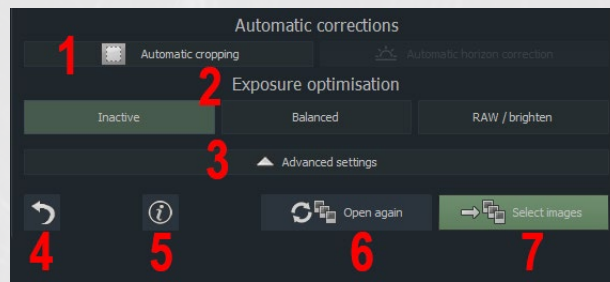 Automatic corrections
1 Automatic cropping Automatic horizon correction
2
Exposure optimisation
Inactive Balanced RAW / brighten
3 Advanced settings
Open again Select images
4 5 6 7